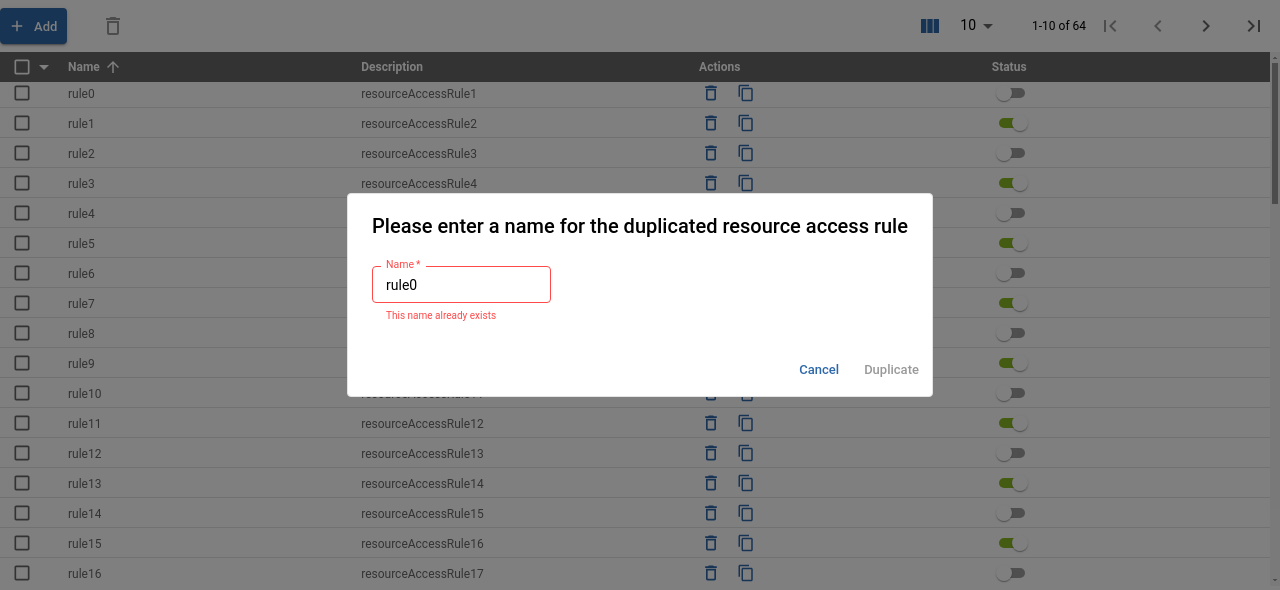 Add
10
1-10 of 64
Name Description Actions Status
rule0 resourceAccessRule1
rule1 resourceAccessRule2
rule2 resourceAccessRule3
rule3 resourceAccessRule4
rule4
rule5
rule6
rule7
rule8
rule9
rule10
rule11 resourceAccessRule12
rule12 resourceAccessRule13
rule13 resourceAccessRule14
rule14 resourceAccessRule15
rule15 resourceAccessRule16
rule16 resourceAccessRule17
Please enter a name for the duplicated resource access rule
Name *
rule0
This name already exists
Cancel Duplicate